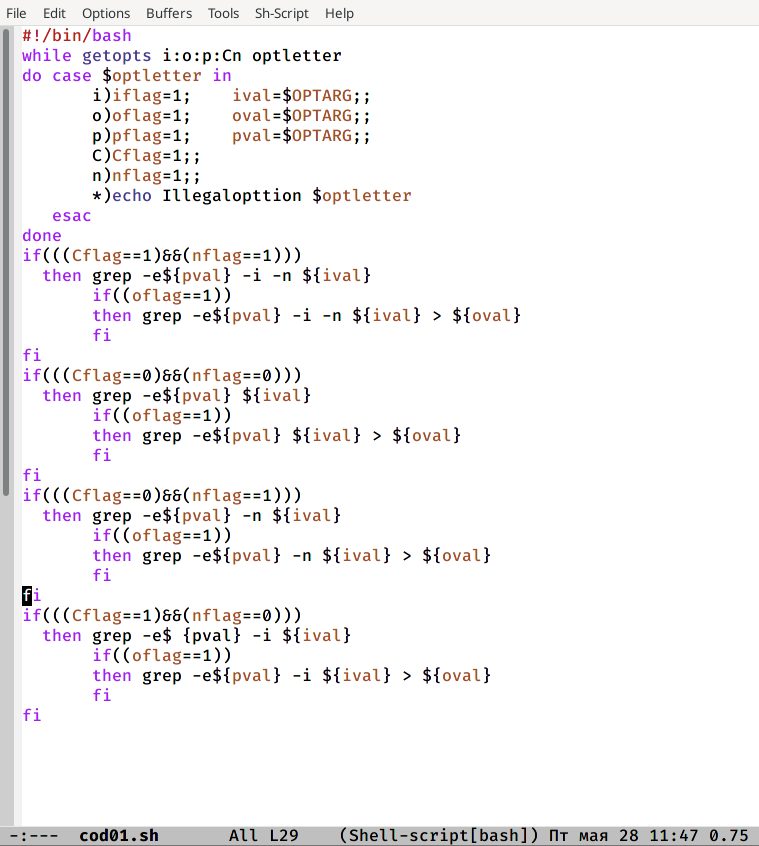 File Edit Options Buffers Tools Sh-Script Help
#!/bin/bash
while getopts i:o:p:Cn optletter
do case $optletter in
       i)iflag=1;    ival=$OPTARG;;
       o)oflag=1;    oval=$OPTARG;;
       p)pflag=1;    pval=$OPTARG;;
       C)Cflag=1;;
       n)nflag=1;;
       *)echo Illegalopttion $optletter
   esac
done
if(((Cflag==1)&&(nflag==1)))
  then grep -e${pval} -i -n ${ival}
       if((oflag==1))
       then grep -e${pval} -i -n ${ival} > ${oval}
       fi
fi
if(((Cflag==0)&&(nflag==0)))
  then grep -e${pval} ${ival}
       if((oflag==1))
       then grep -e${pval} ${ival} > ${oval}
       fi
fi
if(((Cflag==0)&&(nflag==1)))
  then grep -e${pval} -n ${ival}
       if((oflag==1))
       then grep -e${pval} -n ${ival} > ${oval}
       fi
fi
if(((Cflag==1)&&(nflag==0)))
  then grep -e$ {pval} -i ${ival}
       if((oflag==1))
       then grep -e${pval} -i ${ival} > ${oval}
       fi
fi
-:--- cod01.sh All L29 (Shell-script[bash]) Пт мая 28 11:47 0.75